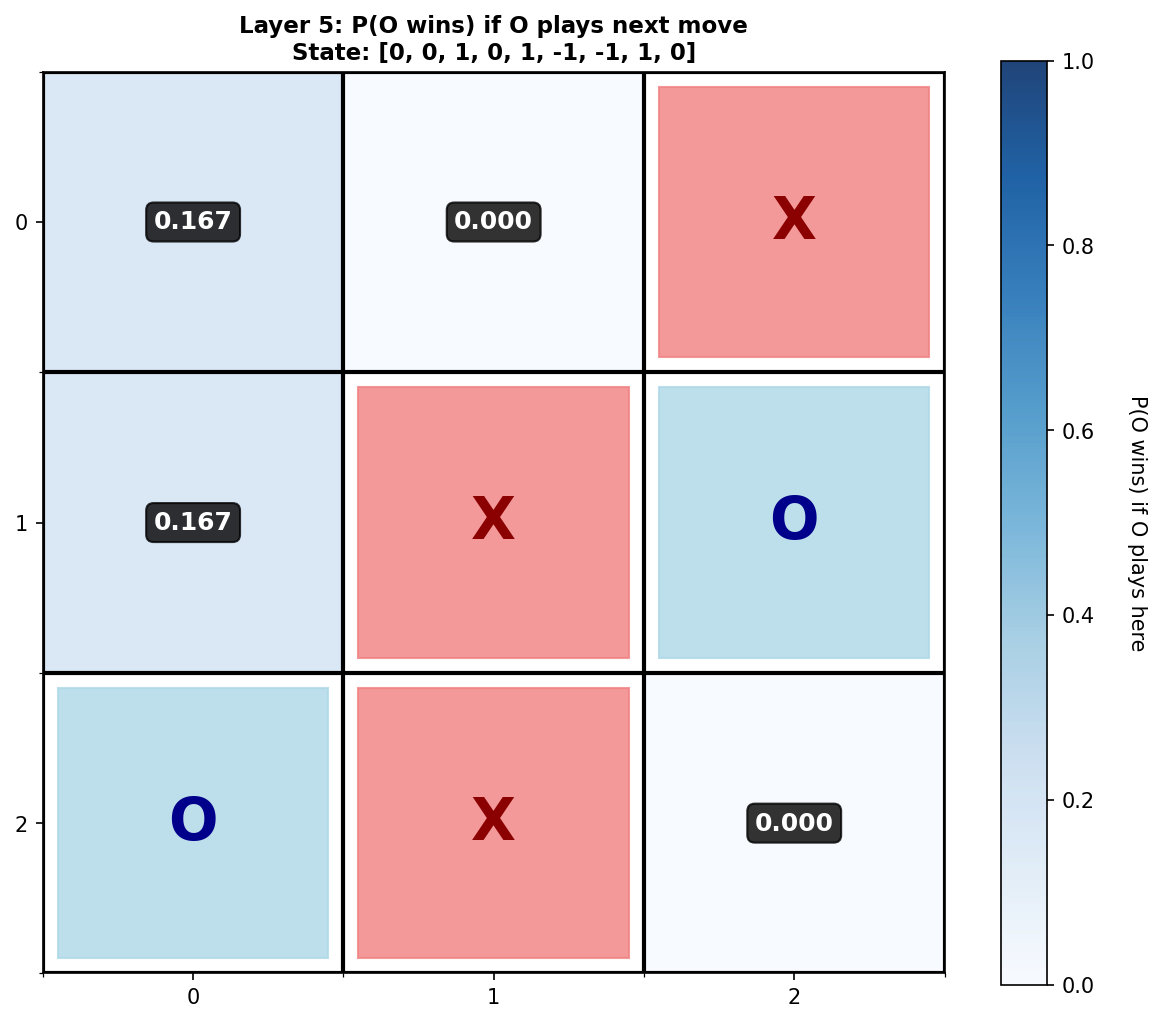 Layer 5: P(O wins) if O plays next move
State: [0, 0, 1, 0, 1, -1, -1, 1, 0]
0
0.167
0.000
X
1
0.167
X
O
2
O
X
0.000
0
1
2
1.0
0.8
0.6
0.4
0.2
0.0
P(O wins) if O plays here